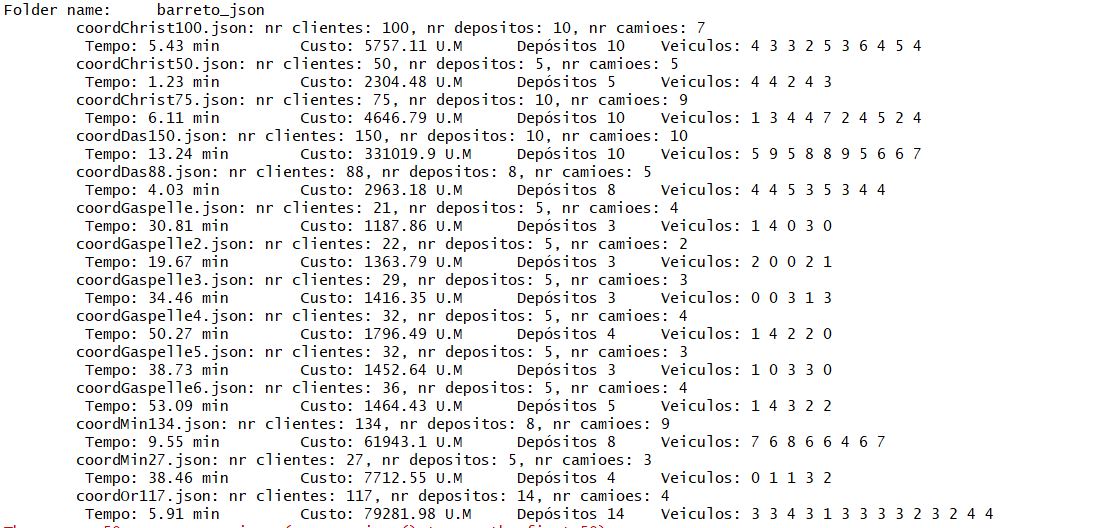 Folder name: barreto_json
coordChrist100.json: nr clientes: 100, nr depositos: 10, nr camioes: 7
Tempo: 5.43 min Custo: 5757.11 U.M Depósitos 10 Veiculos: 4 3 3 2 5 3 6 4 5 4
coordChrist50.json: nr clientes: 50, nr depositos: 5, nr camioes: 5
Tempo: 1.23 min Custo: 2304.48 U.M Depósitos 5 Veiculos: 4 4 2 4 3
coordChrist75.json: nr clientes: 75, nr depositos: 10, nr camioes: 9
Tempo: 6.11 min Custo: 4646.79 U.M Depósitos 10 Veiculos: 1 3 4 4 7 2 4 5 2 4
coordDas150.json: nr clientes: 150, nr depositos: 10, nr camioes: 10
Tempo: 13.24 min Custo: 331019.9 U.M Depósitos 10 Veiculos: 5 9 5 8 8 9 5 6 6 7
coordDas88.json: nr clientes: 88, nr depositos: 8, nr camioes: 5
Tempo: 4.03 min Custo: 2963.18 U.M Depósitos 8 Veiculos: 4 4 5 3 5 3 4 4
coordGaspelle.json: nr clientes: 21, nr depositos: 5, nr camioes: 4
Tempo: 30.81 min Custo: 1187.86 U.M Depósitos 3 Veiculos: 1 4 0 3 0
coordGaspelle2.json: nr clientes: 22, nr depositos: 5, nr camioes: 2
Tempo: 19.67 min Custo: 1363.79 U.M Depósitos 3 Veiculos: 2 0 0 2 1
coordGaspelle3.json: nr clientes: 29, nr depositos: 5, nr camioes: 3
Tempo: 34.46 min Custo: 1416.35 U.M Depósitos 3 Veiculos: 0 0 3 1 3
coordGaspelle4.json: nr clientes: 32, nr depositos: 5, nr camioes: 4
Tempo: 50.27 min Custo: 1796.49 U.M Depósitos 4 Veiculos: 1 4 2 2 0
coordGaspelle5.json: nr clientes: 32, nr depositos: 5, nr camioes: 3
Tempo: 38.73 min Custo: 1452.64 U.M Depósitos 3 Veiculos: 1 0 3 3 0
coordGaspelle6.json: nr clientes: 36, nr depositos: 5, nr camioes: 4
Tempo: 53.09 min Custo: 1464.43 U.M Depósitos 5 Veiculos: 1 4 3 2 2
coordMin134.json: nr clientes: 134, nr depositos: 8, nr camioes: 9
Tempo: 9.55 min Custo: 61943.1 U.M Depósitos 8 Veiculos: 7 6 8 6 6 4 6 7
coordMin27.json: nr clientes: 27, nr depositos: 5, nr camioes: 3
Tempo: 38.46 min Custo: 7712.55 U.M Depósitos 4 Veiculos: 0 1 1 3 2
coordOr117.json: nr clientes: 117, nr depositos: 14, nr camioes: 4
Tempo: 5.91 min Custo: 79281.98 U.M Depósitos 14 Veiculos: 3 3 4 3 1 3 3 3 3 2 3 2 4 4